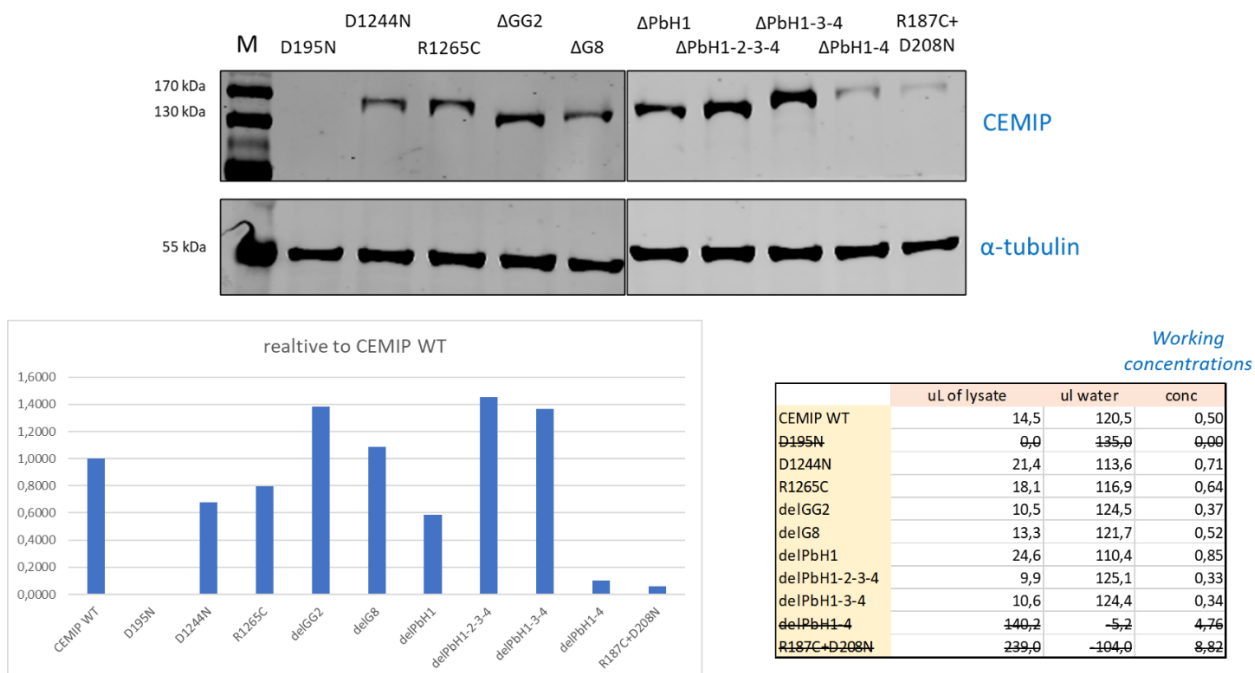 D1244N ΔGG2 ΔPbH1 ΔPbH1-3-4 R187C+
M D195N R1265C ΔG8 ΔPbH1-2-3-4 ΔPbH1-4 D208N
170 kDa
130 kDa
CEMIP
55 kDa
α-tubulin
realtive to CEMIP WT
1,6000
1,4000
1,2000
1,0000
0,8000
0,6000
0,4000
0,2000
0,0000
CEMIP WT D195N D1244N R1265C delGG2 delG8 delPbH1 delPbH1-2-3-4 delPbH1-3-4 delPbH1-4 R187C+D208N
Working
concentrations
uL of lysate ul water conc
CEMIP WT 14,5 120,5 0,50
D195N 0,0 135,0 0,00
D1244N 21,4 113,6 0,71
R1265C 18,1 116,9 0,64
delGG2 10,5 124,5 0,37
delG8 13,3 121,7 0,52
delPbH1 24,6 110,4 0,85
delPbH1-2-3-4 9,9 125,1 0,33
delPbH1-3-4 10,6 124,4 0,34
delPbH1-4 140,2 -5,2 4,76
R187C+D208N 239,0 -104,0 8,82